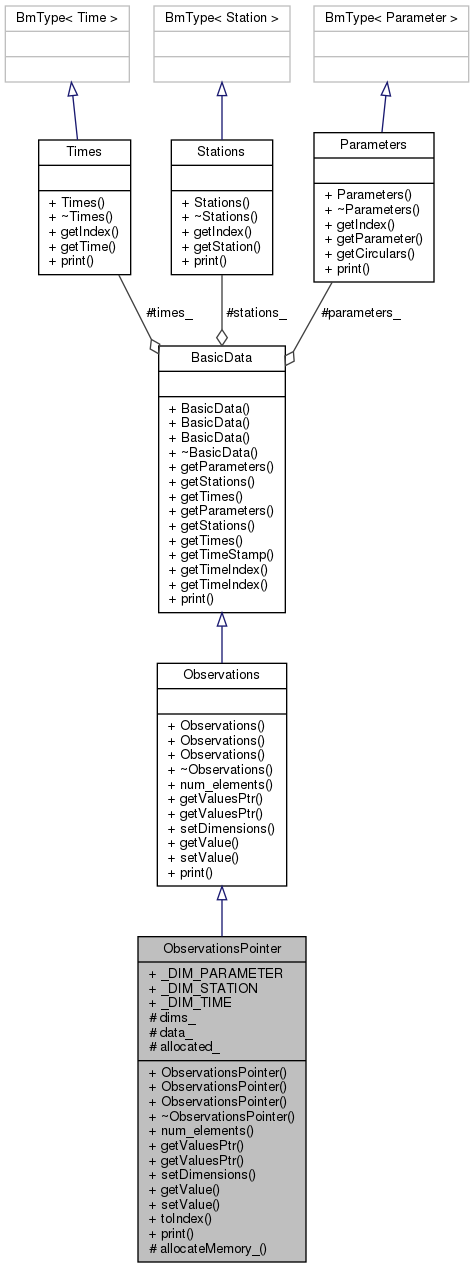 BmType< Time >
BmType< Station >
BmType< Parameter >
Times
+ Times()
+ ~Times()
+ getIndex()
+ getTime()
+ print()
Stations
+ Stations()
+ ~Stations()
+ getIndex()
+ getStation()
+ print()
Parameters
+ Parameters()
+ ~Parameters()
+ getIndex()
+ getParameter()
+ getCirculars()
+ print()
#times_
#stations_
#parameters_
BasicData
+ BasicData()
+ BasicData()
+ BasicData()
+ ~BasicData()
+ getParameters()
+ getStations()
+ getTimes()
+ getParameters()
+ getStations()
+ getTimes()
+ getTimeStamp()
+ getTimeIndex()
+ getTimeIndex()
+ print()
Observations
+ Observations()
+ Observations()
+ Observations()
+ ~Observations()
+ num_elements()
+ getValuesPtr()
+ getValuesPtr()
+ setDimensions()
+ getValue()
+ setValue()
+ print()
ObservationsPointer
+ _DIM_PARAMETER
+ _DIM_STATION
+ _DIM_TIME
# dims_
# data_
# allocated_
+ ObservationsPointer()
+ ObservationsPointer()
+ ObservationsPointer()
+ ~ObservationsPointer()
+ num_elements()
+ getValuesPtr()
+ getValuesPtr()
+ setDimensions()
+ getValue()
+ setValue()
+ toIndex()
+ print()
# allocateMemory_()